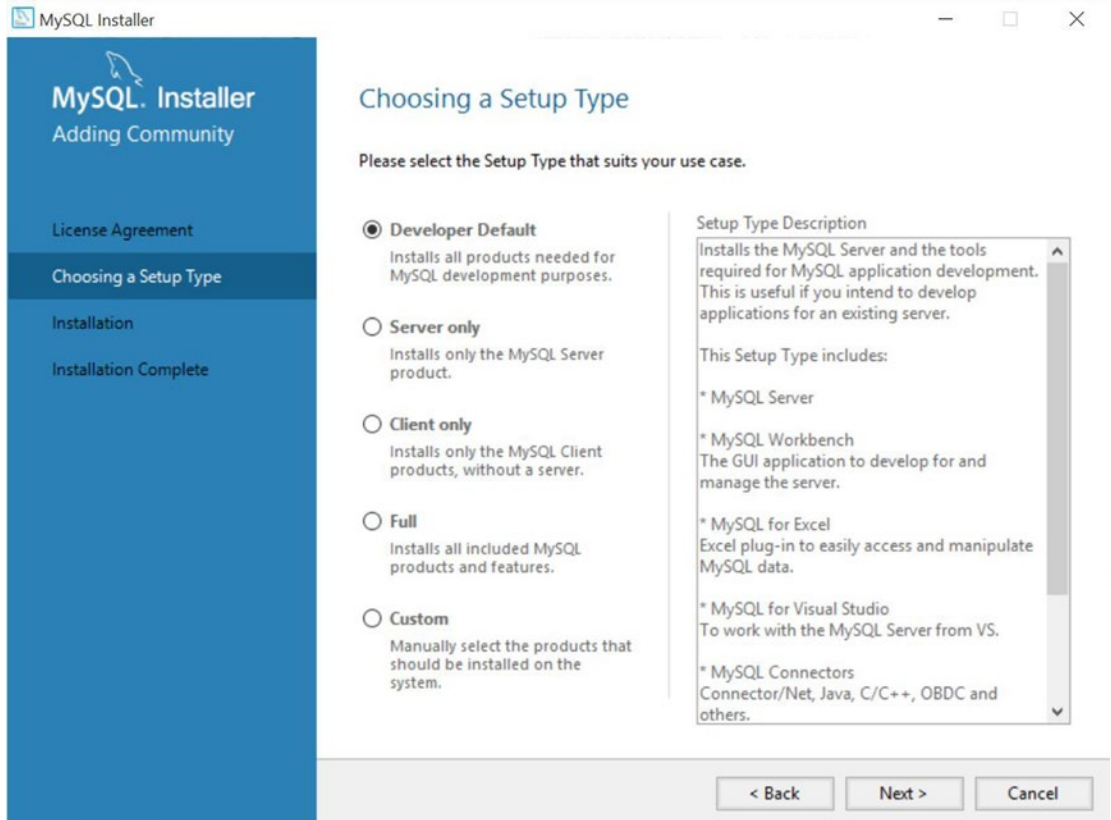 MySQL Installer
MySQL. Installer
Adding Community
License Agreement
Choosing a Setup Type
Installation
Installation Complete
Choosing a Setup Type
Please select the Setup Type that suits your use case.
Developer Default
Installs all products needed for
MySQL development purposes.
Server only
Installs only the MySQL Server
product.
Client only
Installs only the MySQL Client
products, without a server.
Full
Installs all included MySQL
products and features.
Custom
Manually select the products that
should be installed on the
system.
Setup Type Description
Installs the MySQL Server and the tools
required for MySQL application development.
This is useful if you intend to develop
applications for an existing server.
This Setup Type includes:
* MySQL Server
* MySQL Workbench
The GUI application to develop for and
manage the server.
* MySQL for Excel
Excel plug-in to easily access and manipulate
MySQL data.
* MySQL for Visual Studio
To work with the MySQL Server from VS.
* MySQL Connectors
Connector/Net, Java, C/C++, OBDC and
others.
< Back
Next >
Cancel